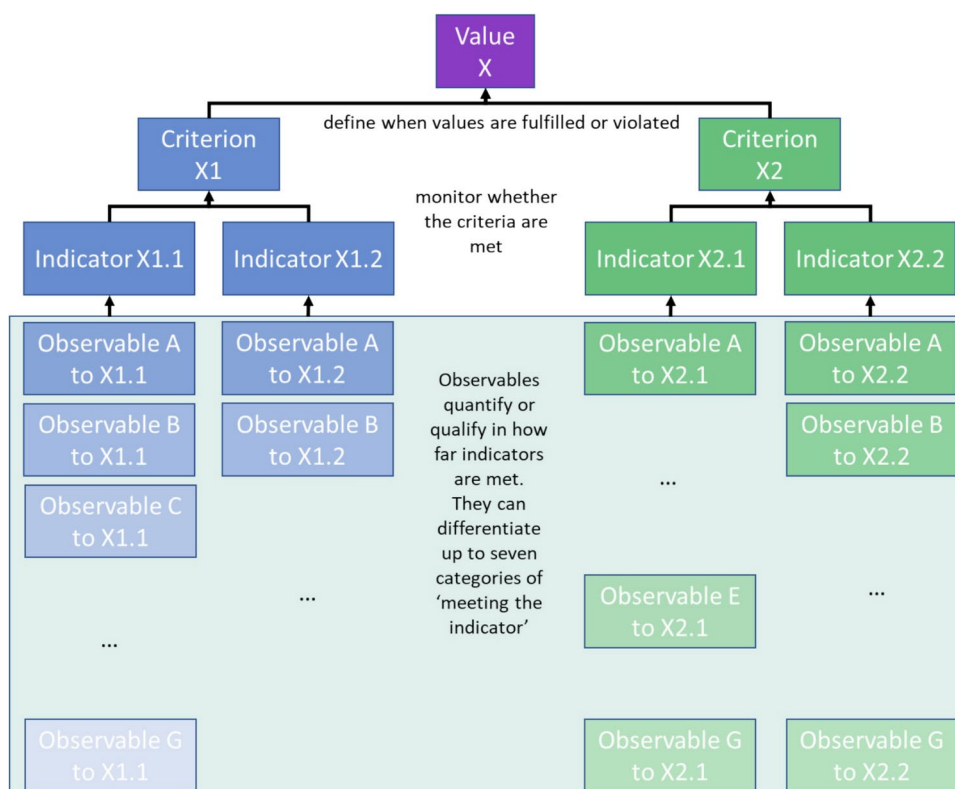 Value
X
define when values are fulfilled or violated
Criterion
X1
Criterion
X2
monitor whether
the criteria are
met
Indicator X1.1
Indicator X1.2
Indicator X2.1
Indicator X2.2
Observable A
to X1.1
Observable A
to X1.2
Observable A
to X2.1
Observable A
to X2.2
Observable B
to X1.1
Observable B
to X1.2
Observable B
to X2.2
Observable C
to X1.1
Observables
quantify or
qualify in how
far indicators
are met.
They can
differentiate
up to seven
categories of
‘meeting the
indicator’
...
...
...
...
Observable E
to X2.1
Observable G
to X1.1
Observable G
to X2.1
Observable G
to X2.2